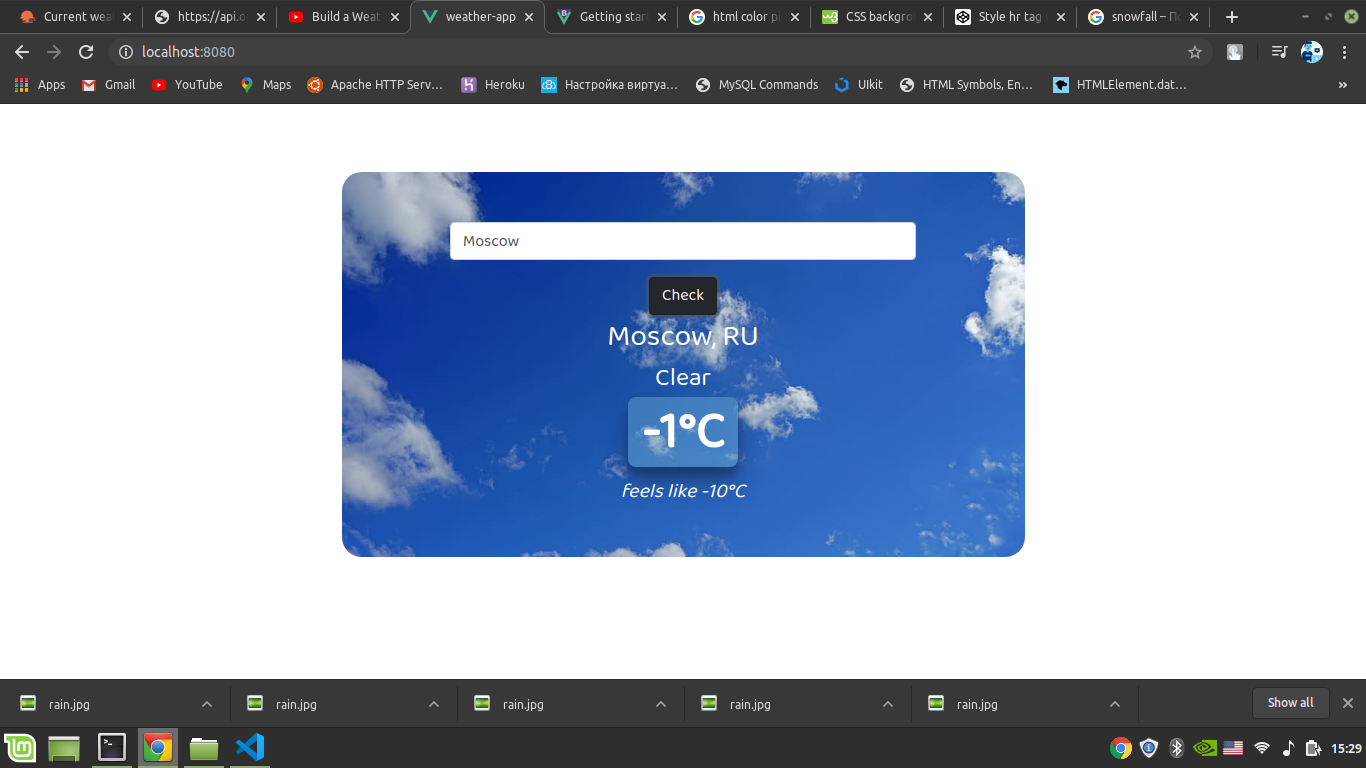 Current wea
https://api.o
Build a Weat
weather-app
Getting star
html color pi
CSS backgro
Style hr tag
snowfall – По
localhost:8080
Apps
Gmail
YouTube
Maps
Apache HTTP Serv…
Heroku
Настройка виртуа…
MySQL Commands
UIkit
HTML Symbols, En…
HTMLElement.dat…
»
Moscow
Check
Moscow, RU
Clear
-1°C
feels like -10°C
rain.jpg
rain.jpg
rain.jpg
rain.jpg
rain.jpg
Show all
15:29